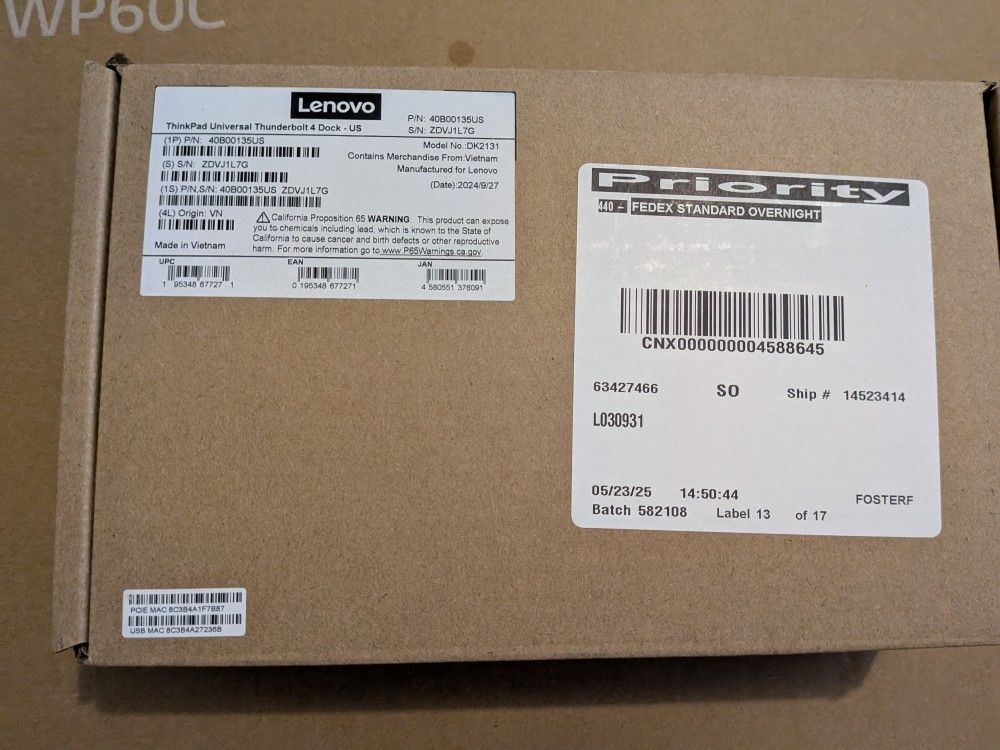 WP60C
Lenovo
ThinkPad Universal Thunderbolt 4 Dock - US
P/N: 40B00135US
S/N: ZDVJ1L7G
(1P) P/N: 40B00135US
Model No.:DK2131
Contains Merchandise From:Vietnam
(S) S/N: ZDVJ1L7G
Manufactured for Lenovo
(1S) P/N,S/N: 40B00135US ZDVJ1L7G
(Date):2024/9/27
(4L) Origin: VN
⚠ California Proposition 65 WARNING: This product can expose
you to chemicals including lead, which is known to the State of
California to cause cancer and birth defects or other reproductive
harm. For more information go to www.P65Warnings.ca.gov.
Made in Vietnam
UPC
1 95348 67727 1
EAN
0 195348 677271
JAN
4 580551 376091
Priority
440 - FEDEX STANDARD OVERNIGHT
CNX000000004588645
63427466 SO Ship # 14523414
L030931
05/23/25 14:50:44
FOSTERF
Batch 582108 Label 13 of 17
PCIE MAC 8C3B4A1F7B87
USB MAC 8C3B4A27236B